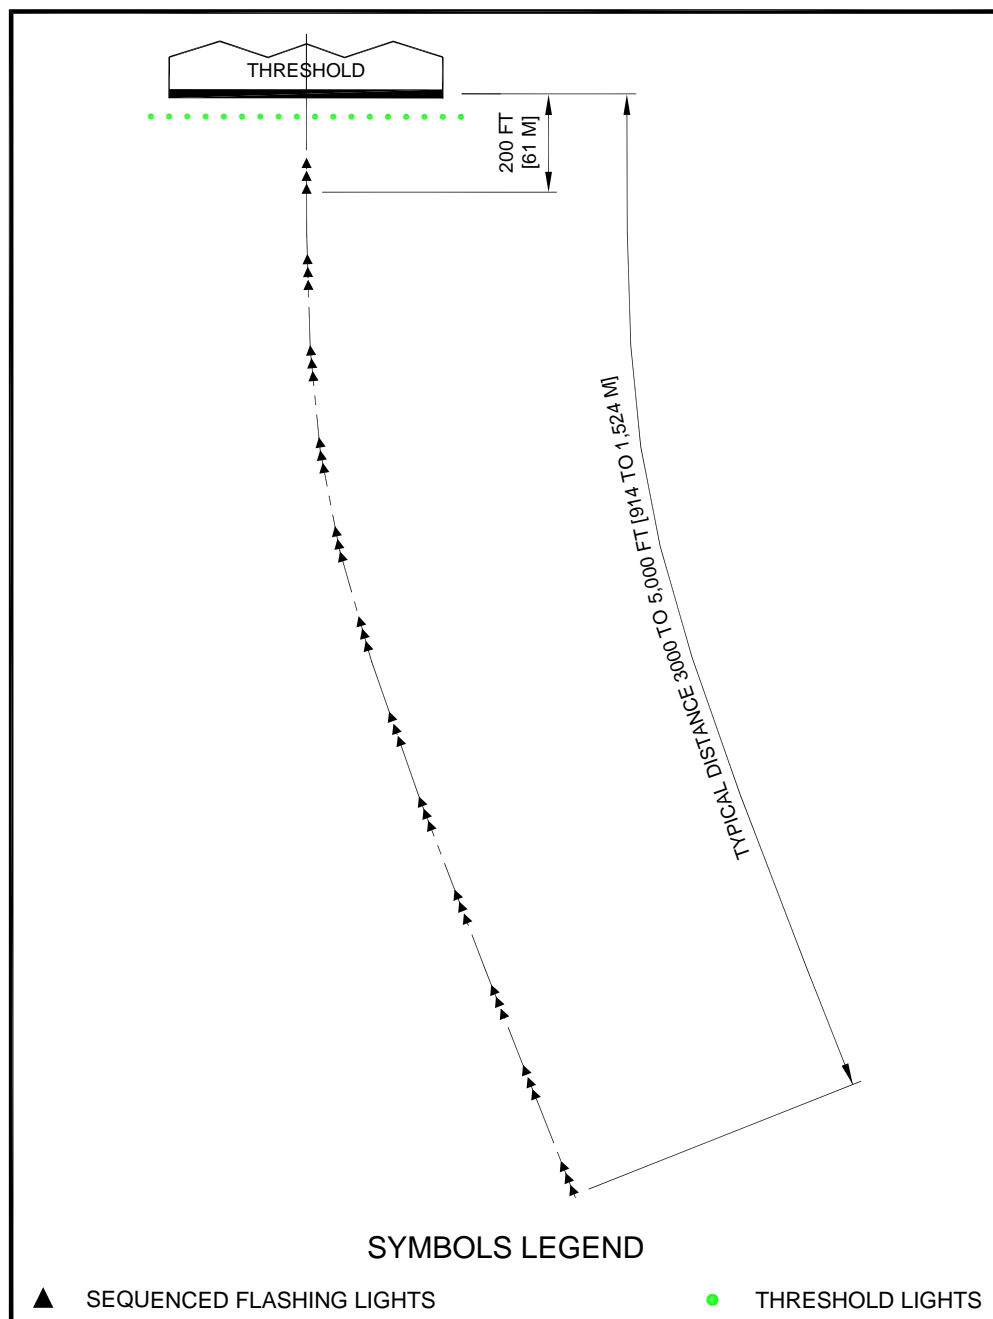 THRESHOLD
200 FT
[61 M]
TYPICAL DISTANCE 3000 TO 5,000 FT [914 TO 1,524 M]
SYMBOLS LEGEND
SEQUENCED FLASHING LIGHTS
THRESHOLD LIGHTS